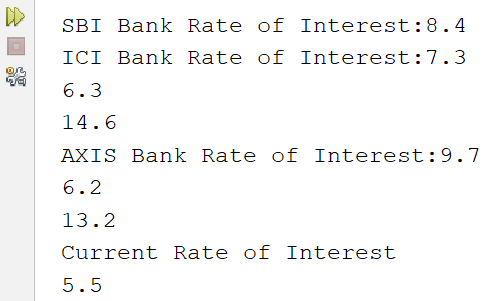 SBI Bank Rate of Interest:8.4
ICI Bank Rate of Interest:7.3
6.3
14.6
AXIS Bank Rate of Interest:9.7
6.2
13.2
Current Rate of Interest
5.5